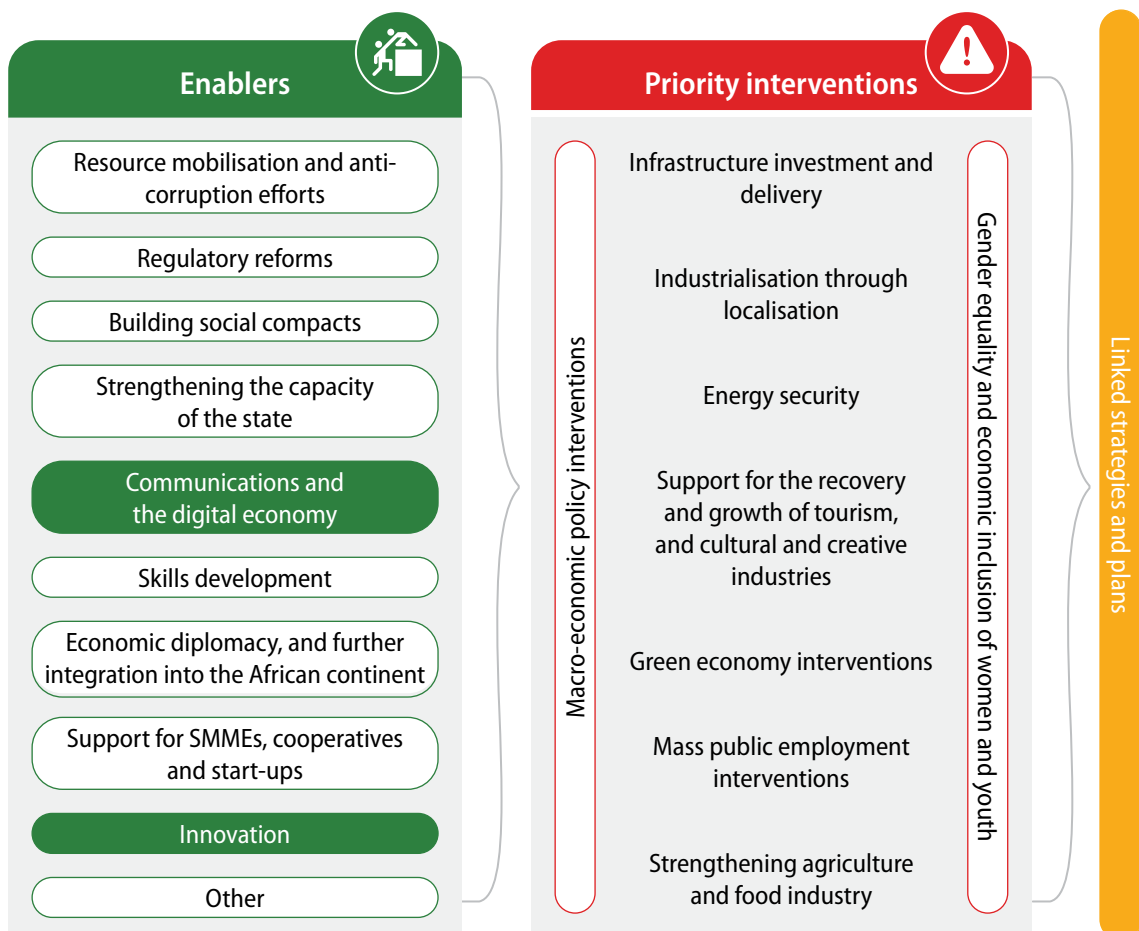 Enablers
Resource mobilisation and anti-
corruption efforts
Regulatory reforms
Building social compacts
Strengthening the capacity
of the state
Communications and
the digital economy
Skills development
Economic diplomacy, and further
integration into the African continent
Support for SMMEs, cooperatives
and start-ups
Innovation
Other
Priority interventions
Macro-economic policy interventions
Infrastructure investment and
delivery
Industrialisation through
localisation
Energy security
Support for the recovery
and growth of tourism,
and cultural and creative
industries
Green economy interventions
Mass public employment
interventions
Strengthening agriculture
and food industry
Gender equality and economic inclusion of women and youth
Linked strategies and plans